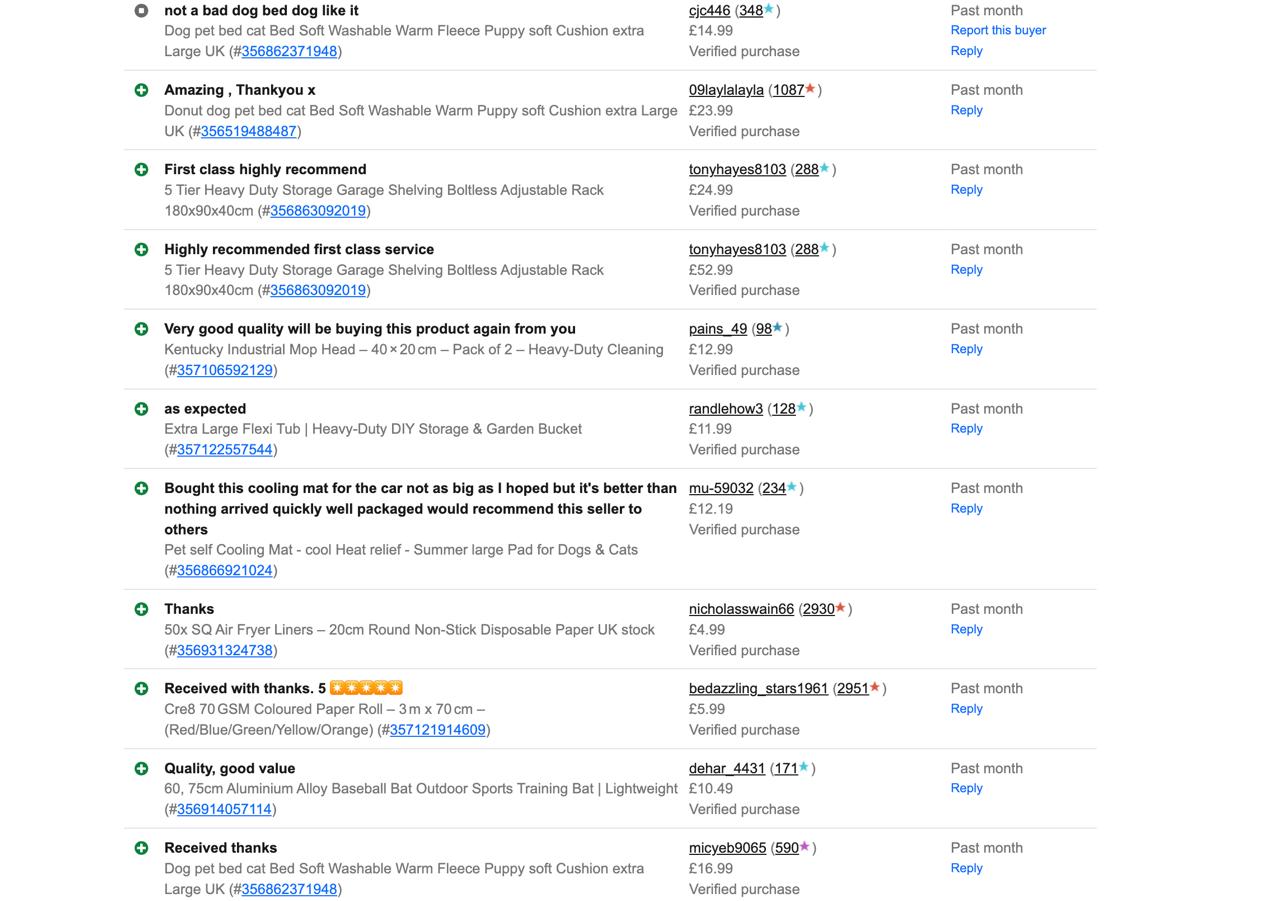 not a bad dog bed dog like it
Dog pet bed cat Bed Soft Washable Warm Fleece Puppy soft Cushion extra
Large UK (#356862371948)
cjc446 (348)
£14.99
Verified purchase
Past month
Report this buyer
Reply
Amazing , Thankyou x
Donut dog pet bed cat Bed Soft Washable Warm Puppy soft Cushion extra Large
UK (#356519488487)
09laylalayla (1087)
£23.99
Verified purchase
Past month
Reply
First class highly recommend
5 Tier Heavy Duty Storage Garage Shelving Boltless Adjustable Rack
180x90x40cm (#356863092019)
tonyhayes8103 (288)
£24.99
Verified purchase
Past month
Reply
Highly recommended first class service
5 Tier Heavy Duty Storage Garage Shelving Boltless Adjustable Rack
180x90x40cm (#356863092019)
tonyhayes8103 (288)
£52.99
Verified purchase
Past month
Reply
Very good quality will be buying this product again from you
Kentucky Industrial Mop Head – 40 × 20 cm – Pack of 2 – Heavy-Duty Cleaning
(#357106592129)
pains_49 (98)
£12.99
Verified purchase
Past month
Reply
as expected
Extra Large Flexi Tub | Heavy-Duty DIY Storage & Garden Bucket
(#357122557544)
randlehow3 (128)
£11.99
Verified purchase
Past month
Reply
Bought this cooling mat for the car not as big as I hoped but it's better than
nothing arrived quickly well packaged would recommend this seller to
others
Pet self Cooling Mat - cool Heat relief - Summer large Pad for Dogs & Cats
(#356866921024)
mu-59032 (234)
£12.19
Verified purchase
Past month
Reply
Thanks
50x SQ Air Fryer Liners – 20cm Round Non-Stick Disposable Paper UK stock
(#356931324738)
nicholasswain66 (2930)
£4.99
Verified purchase
Past month
Reply
Received with thanks. 5
Cre8 70 GSM Coloured Paper Roll – 3 m x 70 cm –
(Red/Blue/Green/Yellow/Orange) (#357121914609)
bedazzling_stars1961 (2951)
£5.99
Verified purchase
Past month
Reply
Quality, good value
60, 75cm Aluminium Alloy Baseball Bat Outdoor Sports Training Bat | Lightweight
(#356914057114)
dehar_4431 (171)
£10.49
Verified purchase
Past month
Reply
Received thanks
Dog pet bed cat Bed Soft Washable Warm Fleece Puppy soft Cushion extra
Large UK (#356862371948)
micyeb9065 (590)
£16.99
Verified purchase
Past month
Reply